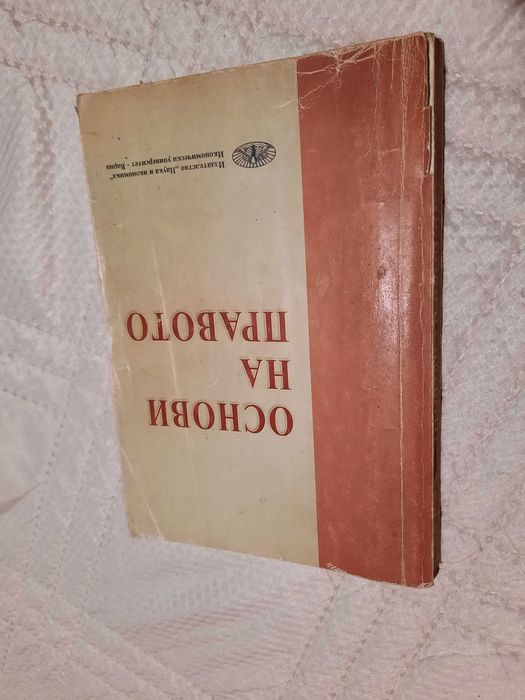 ОСНОВИ
НА
ПРАВОТО
Издателство „Наука и икономика“
Икономически университет - Варна